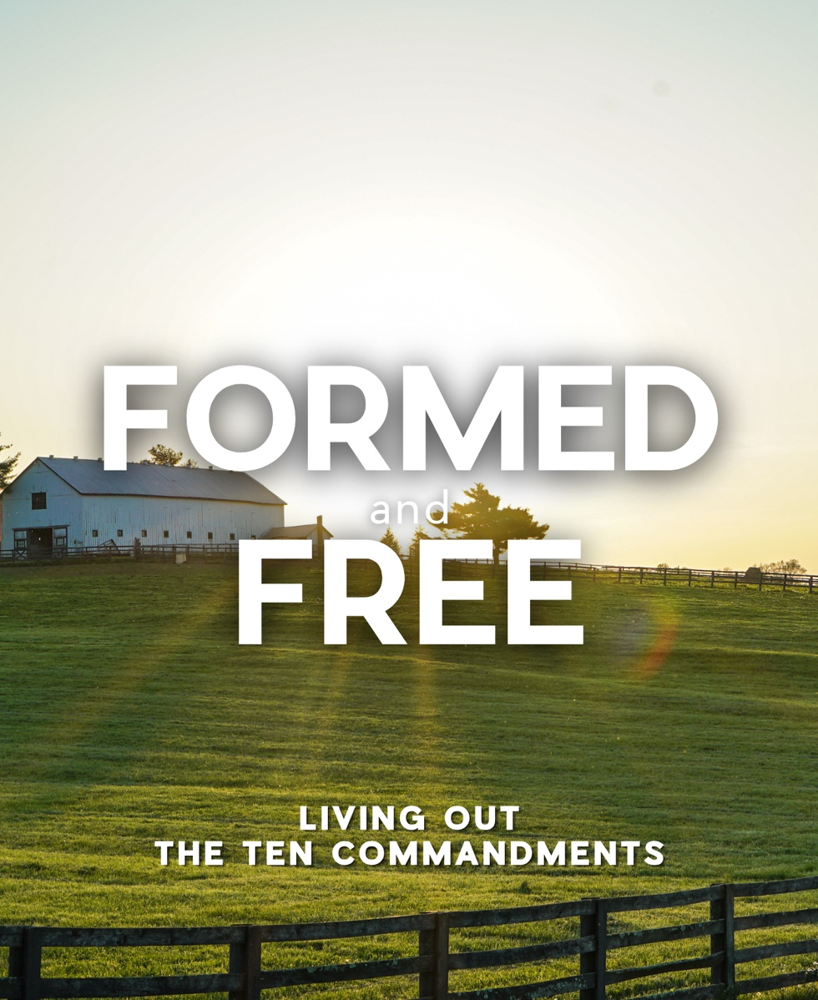 FORMED
and
FREE
LIVING OUT
THE TEN COMMANDMENTS